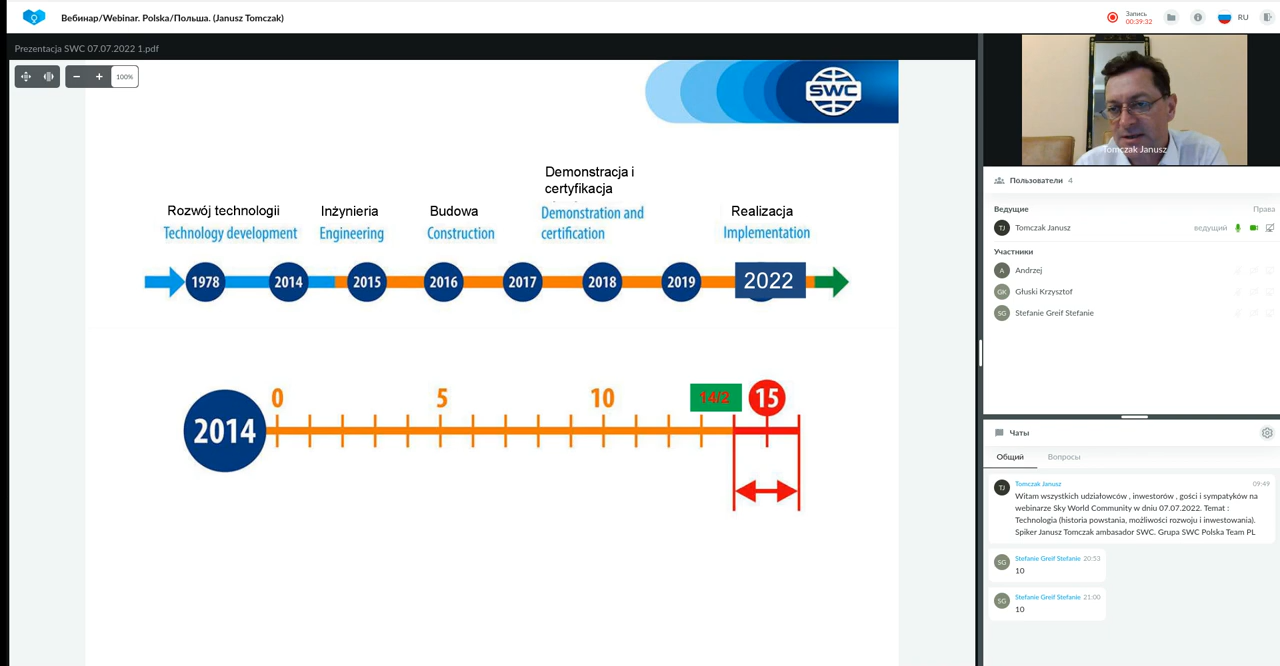 Вебинар/Webinar. Polska/Польша. (Janusz Tomczak)
Запись
00:39:32
RU
Prezentacja SWC 07.07.2022 1.pdf
100%
SWC
Demonstracja i
certyfikacja
Rozwój technologii
Inżynieria
Budowa
Realizacja
Demonstration and
certification
Technology development
Engineering
Construction
Implementation
1978
2014
2015
2016
2017
2018
2019
2022
0
5
10
14/2
15
2014
Tomczak Janusz
Пользователи 4
Ведущие
Права
TJ
Tomczak Janusz
ведущий
Участники
A
Andrzej
GK
Głuski Krzysztof
SG
Stefanie Greif Stefanie
Чаты
Общий
Вопросы
TJ
Tomczak Janusz
09:49
Witam wszystkich udziałowców , inwestorów , gości i sympatyków na
webinarze Sky World Community w dniu 07.07.2022. Temat :
Technologia (historia powstania, możliwości rozwoju i inwestowania).
Spiker Janusz Tomczak ambasador SWC. Grupa SWC Polska Team PL
SG
Stefanie Greif Stefanie 20:53
10
SG
Stefanie Greif Stefanie 21:00
10